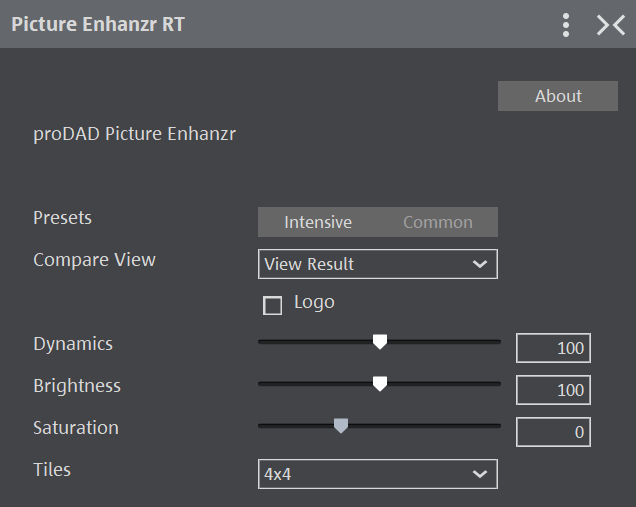 Picture Enhanzr RT
About
proDAD Picture Enhanzr
Presets Intensive Common
Compare View View Result
Logo
Dynamics 100
Brightness 100
Saturation 0
Tiles 4x4